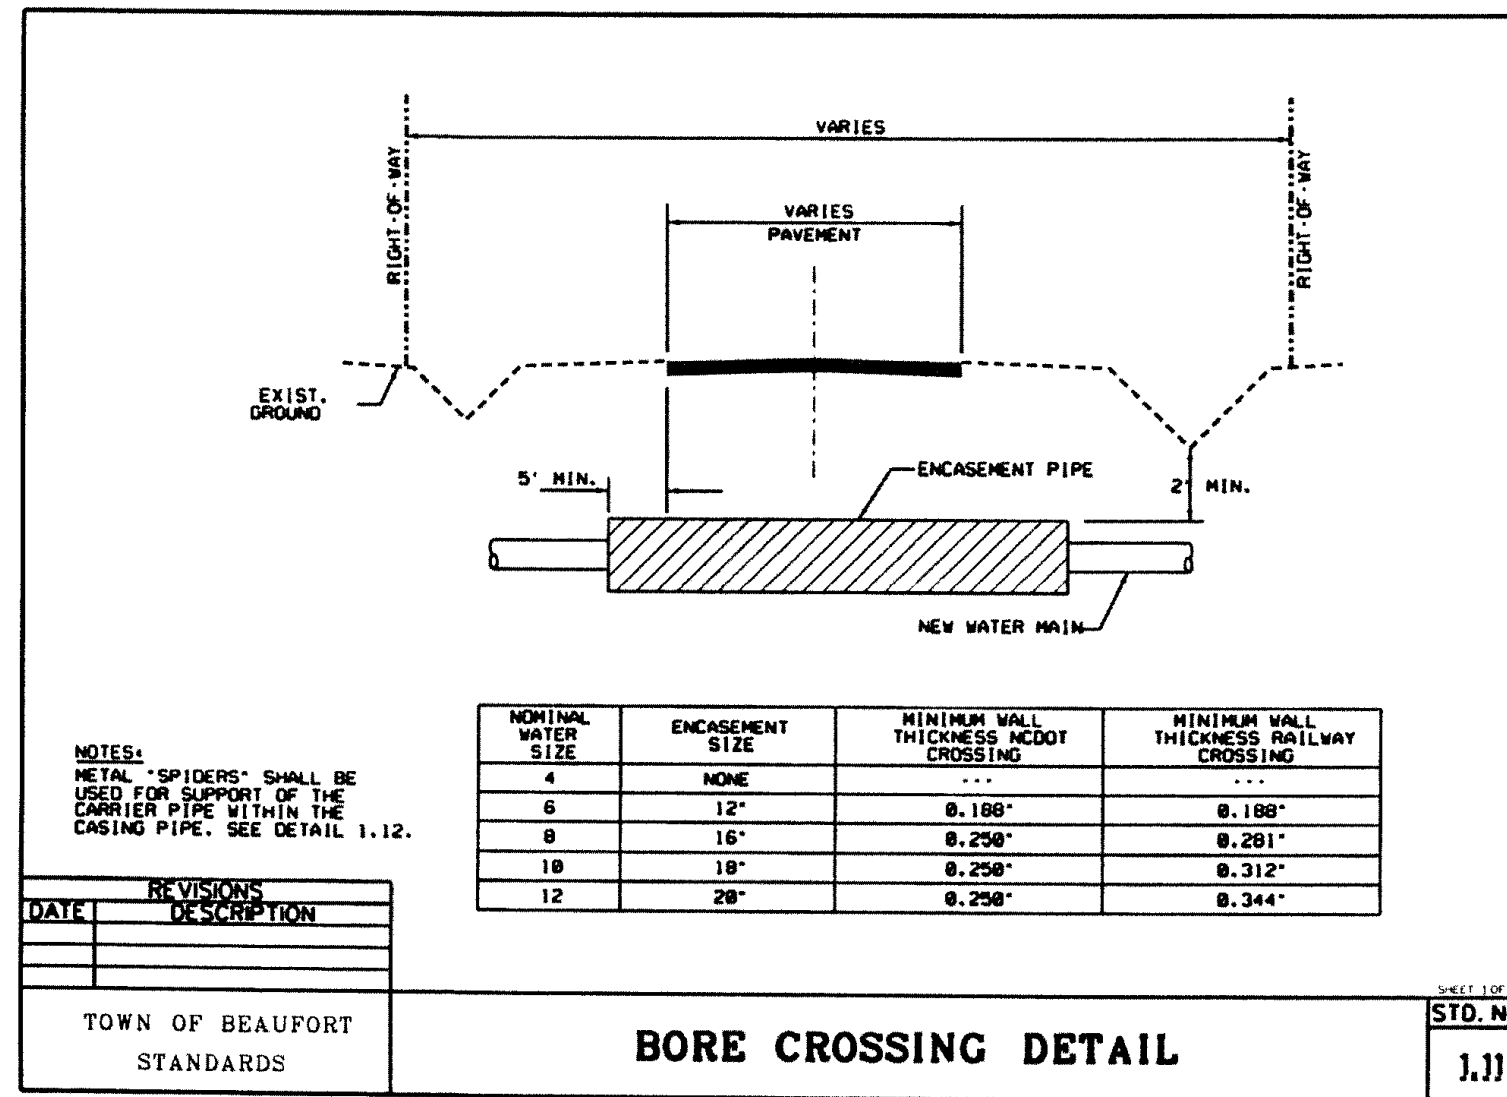 VARIES
RIGHT-OF-WAY
RIGHT-OF-WAY
VARIES
PAVEMENT
EXIST.
GROUND
5' MIN.
ENCASEMENT PIPE
2' MIN.
NEW WATER MAIN
NOMINAL WATER SIZE ENCASEMENT SIZE MINIMUM WALL THICKNESS NCDOT CROSSING MINIMUM WALL THICKNESS RAILWAY CROSSING
4 NONE --- ---
6 12" 0.188" 0.188"
8 16" 0.250" 0.281"
10 18" 0.250" 0.312"
12 20" 0.250" 0.344"
NOTES:
METAL "SPIDERS" SHALL BE
USED FOR SUPPORT OF THE
CARRIER PIPE WITHIN THE
CASING PIPE. SEE DETAIL 1.12.
REVISIONS
DATE DESCRIPTION
TOWN OF BEAUFORT
STANDARDS
BORE CROSSING DETAIL
SHEET 1 OF
STD. N
1.11